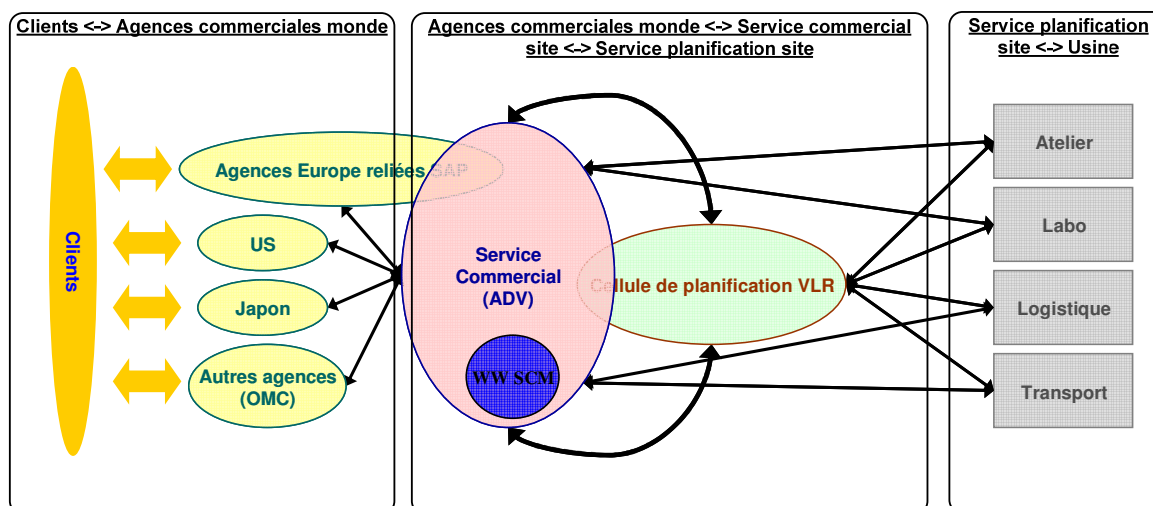 Clients <-> Agences commerciales monde
Agences commerciales monde <-> Service commercial
site <-> Service planification site
Service planification
site <-> Usine
Clients
Agences Europe reliées SAP
US
Japon
Autres agences
(OMC)
Service
Commercial
(ADV)
WW SCM
Cellule de planification VLR
Atelier
Labo
Logistique
Transport